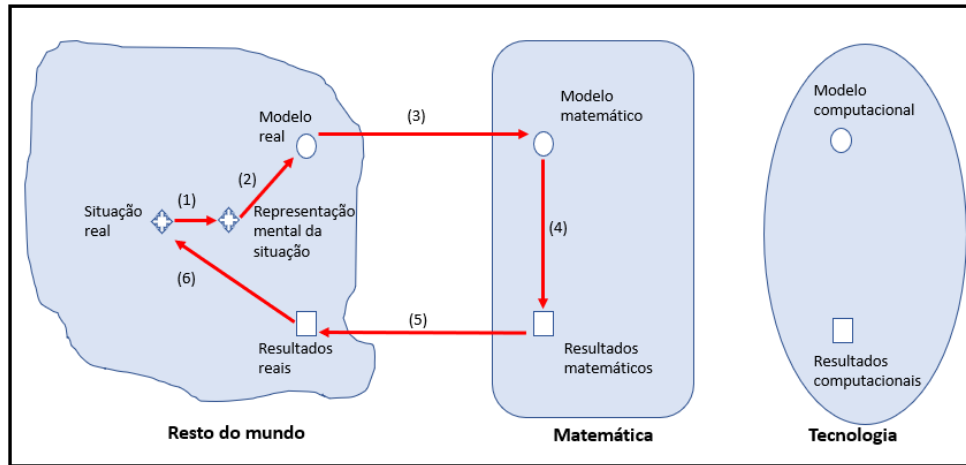 Modelo
real
(3)
Modelo
matemático
Modelo
computacional
(1)
(2)
Situação
real
Representação
mental da
situação
(4)
(6)
(5)
Resultados
reais
Resultados
matemáticos
Resultados
computacionais
Resto do mundo
Matemática
Tecnologia